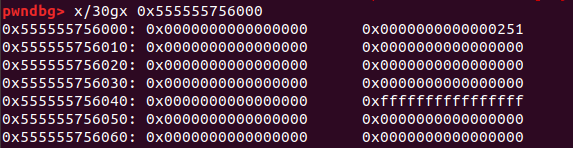 pwndbg> x/30gx 0x555555756000
0x555555756000: 0x0000000000000000 0x0000000000000251
0x555555756010: 0x0000000000000000 0x0000000000000000
0x555555756020: 0x0000000000000000 0x0000000000000000
0x555555756030: 0x0000000000000000 0x0000000000000000
0x555555756040: 0x0000000000000000 0xffffffffffffffff
0x555555756050: 0x0000000000000000 0x0000000000000000
0x555555756060: 0x0000000000000000 0x0000000000000000